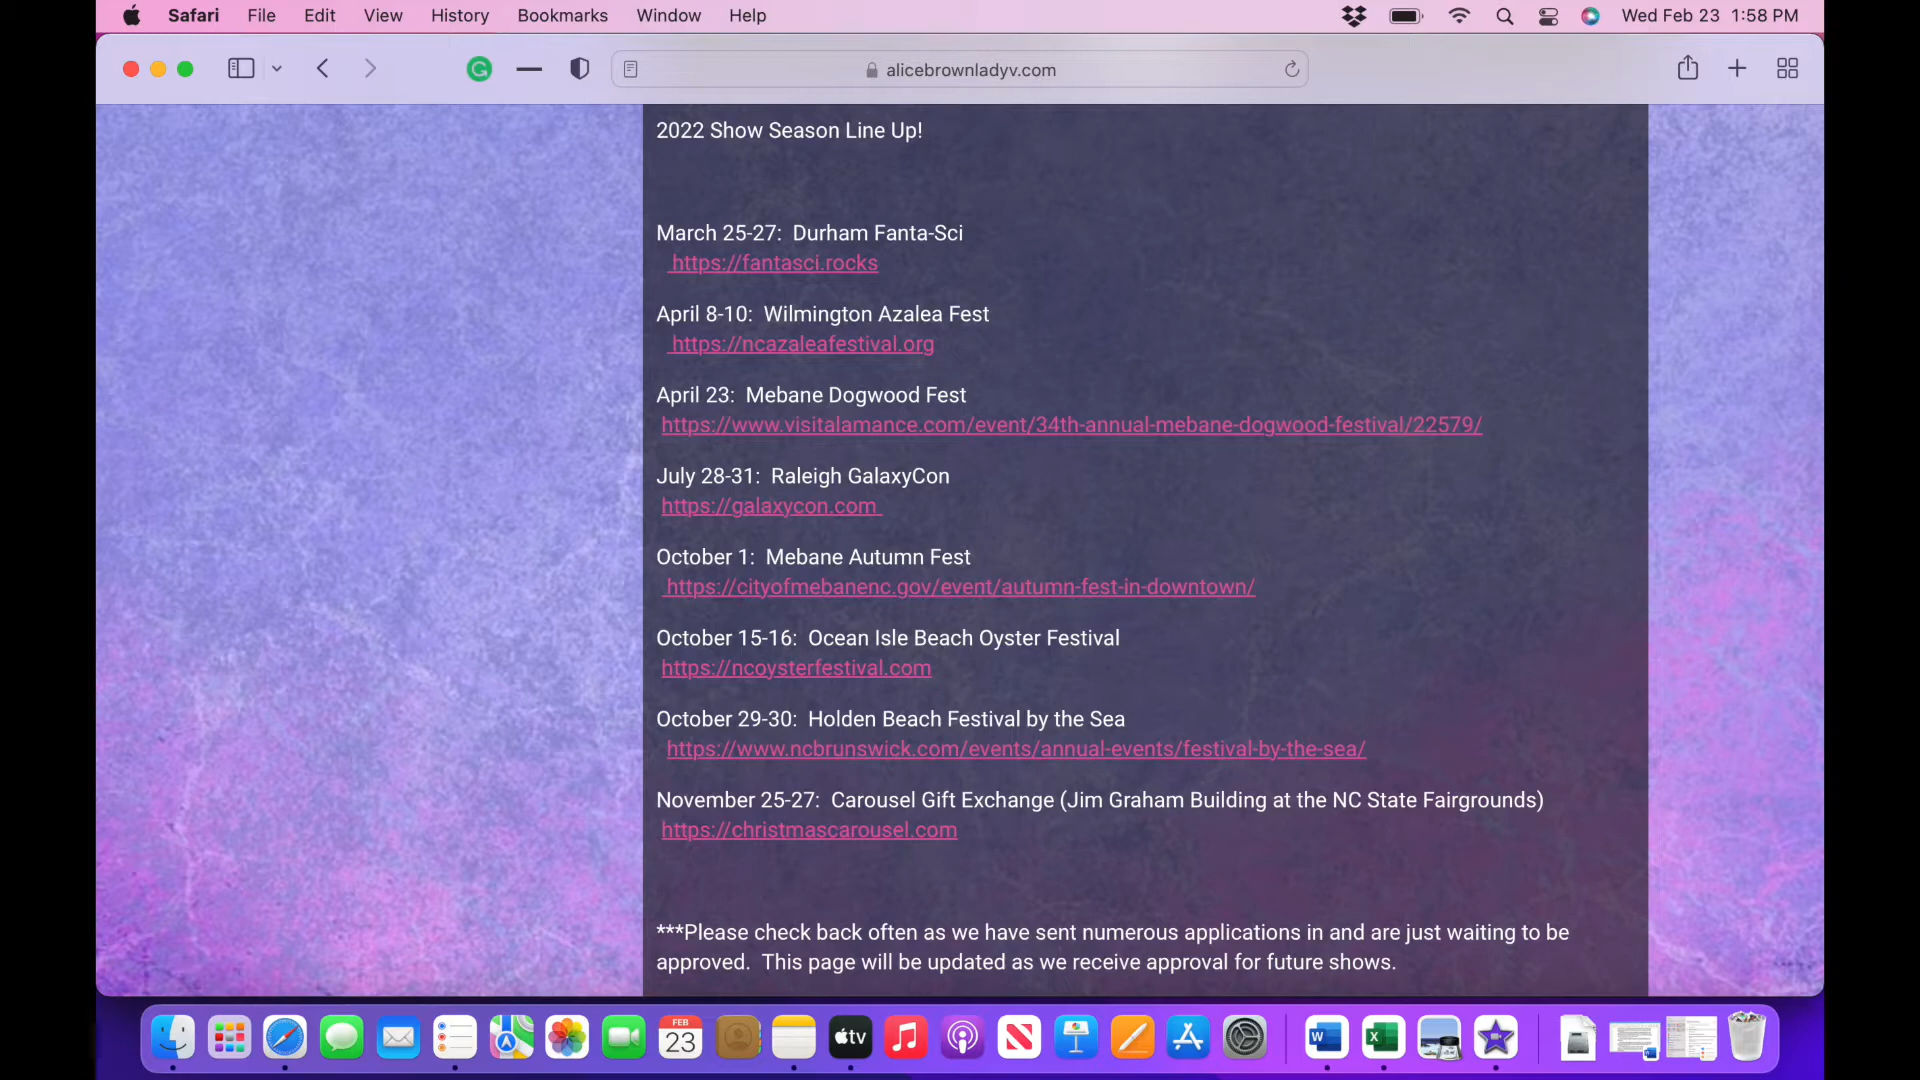 Safari File Edit View History Bookmarks Window Help Wed Feb 23 1:58 PM
alicebrownladyv.com
2022 Show Season Line Up!
March 25-27: Durham Fanta-Sci
https://fantasci.rocks
April 8-10: Wilmington Azalea Fest
https://ncazaleafestival.org
April 23: Mebane Dogwood Fest
https://www.visitalamance.com/event/34th-annual-mebane-dogwood-festival/22579/
July 28-31: Raleigh GalaxyCon
https://galaxycon.com
October 1: Mebane Autumn Fest
https://cityofmebanenc.gov/event/autumn-fest-in-downtown/
October 15-16: Ocean Isle Beach Oyster Festival
https://ncoysterfestival.com
October 29-30: Holden Beach Festival by the Sea
https://www.ncbrunswick.com/events/annual-events/festival-by-the-sea/
November 25-27: Carousel Gift Exchange (Jim Graham Building at the NC State Fairgrounds)
https://christmascarousel.com
***Please check back often as we have sent numerous applications in and are just waiting to be
approved. This page will be updated as we receive approval for future shows.
FEB
23
tv
W
X